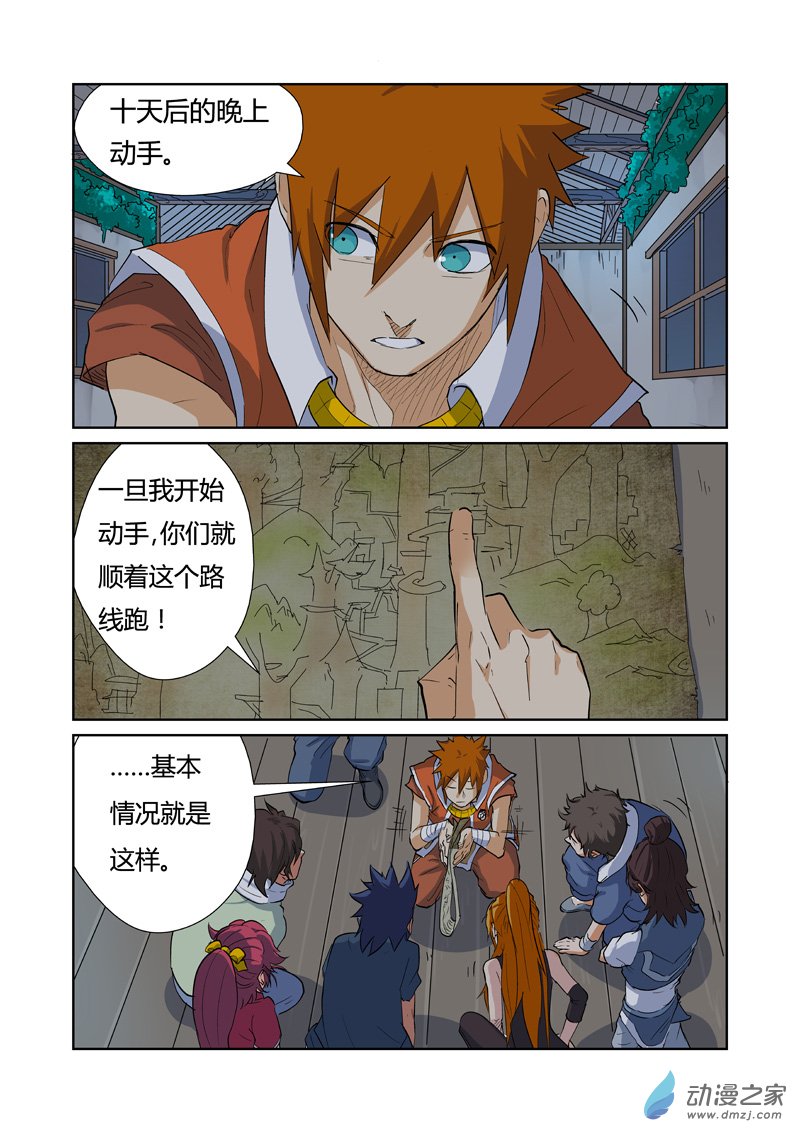 十天后的晚上
动手。
一旦我开始
动手，你们就
顺着这个路
线跑！
……基本
情况就是
这样。
动漫之家
www.dmzj.com